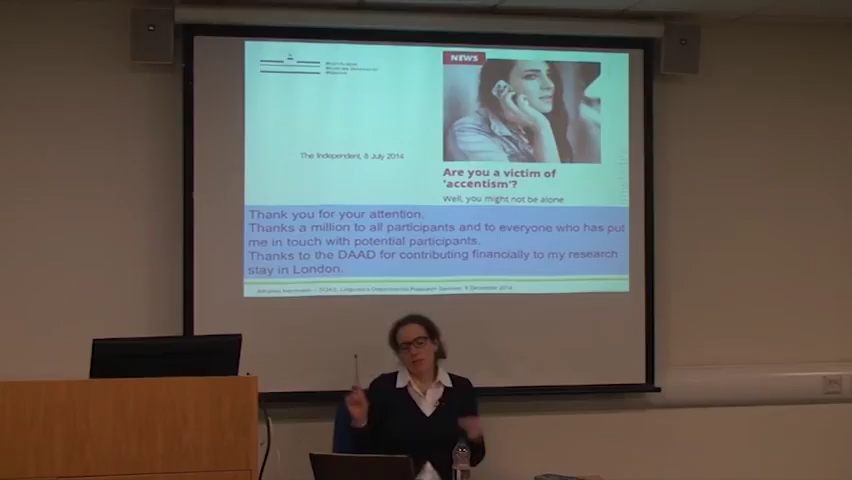 NEWS
The Independent, 8 July 2014
Are you a victim of
'accentism'?
Well, you might not be alone
Thank you for your attention.
Thanks a million to all participants and to everyone who has put
me in touch with potential participants.
Thanks to the DAAD for contributing financially to my research
stay in London.